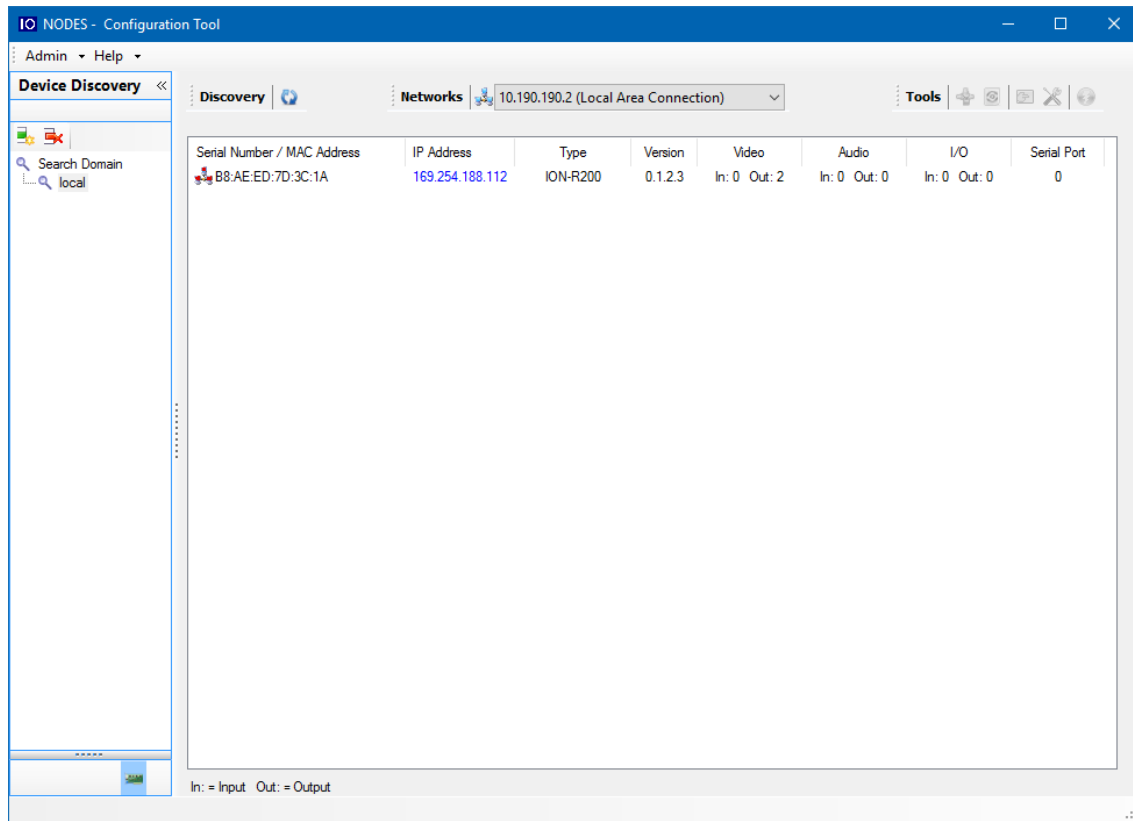 IO NODES - Configuration Tool
Admin Help
Device Discovery «
Discovery
Networks 10.190.190.2 (Local Area Connection)
Tools
Search Domain
local
Serial Number / MAC Address IP Address Type Version Video Audio I/O Serial Port
B8:AE:ED:7D:3C:1A 169.254.188.112 ION-R200 0.1.2.3 In: 0 Out: 2 In: 0 Out: 0 In: 0 Out: 0 0
In: = Input Out: = Output